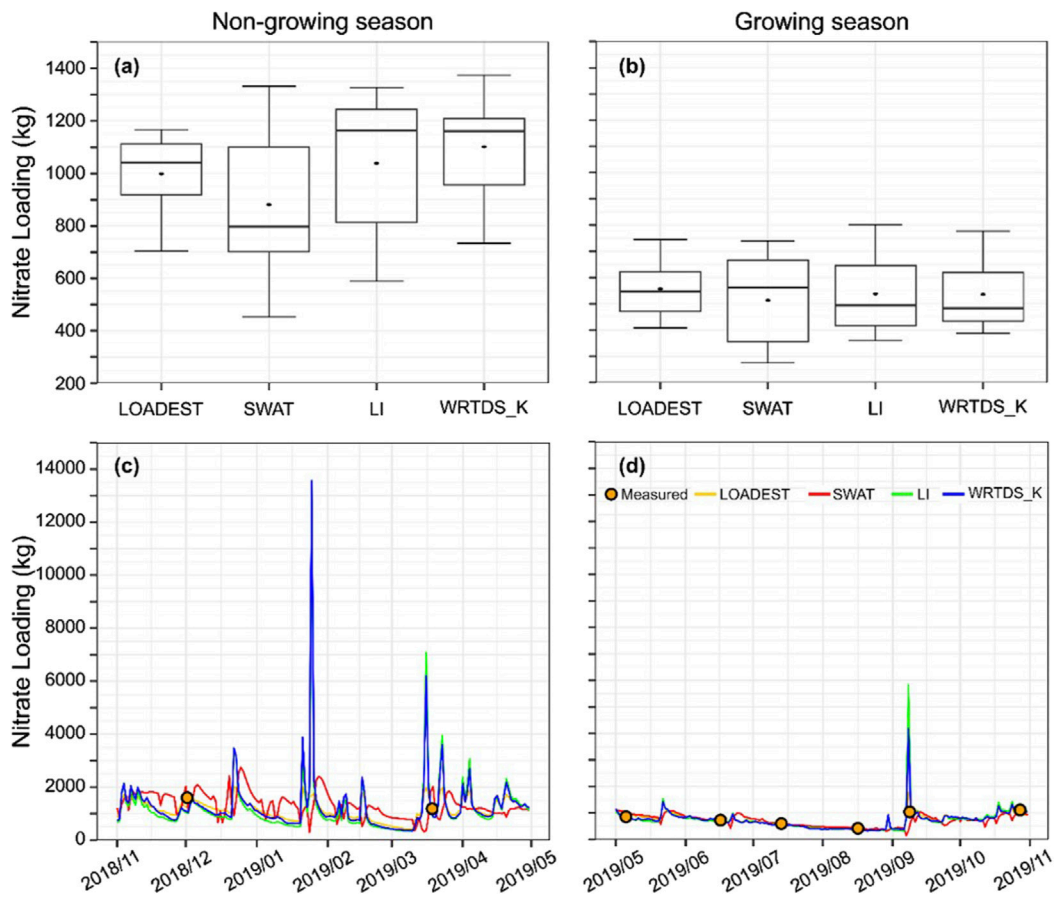 Non-growing season
Growing season
(a)
(b)
Nitrate Loading (kg)
1400
1200
1000
800
600
400
200
LOADEST
SWAT
LI
WRTDS_K
LOADEST
SWAT
LI
WRTDS_K
(c)
(d)
Nitrate Loading (kg)
14000
12000
10000
8000
6000
4000
2000
0
Measured
LOADEST
SWAT
LI
WRTDS_K
2018/11
2018/12
2019/01
2019/02
2019/03
2019/04
2019/05
2019/05
2019/06
2019/07
2019/08
2019/09
2019/10
2019/11